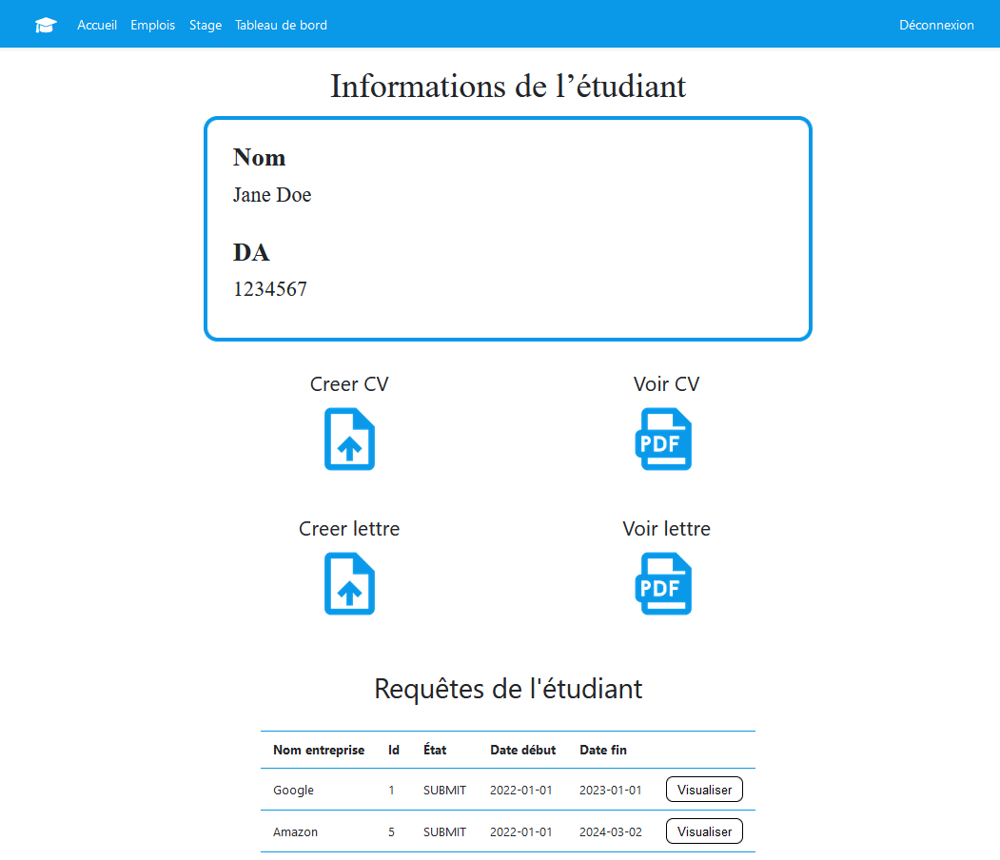 Accueil Emplois Stage Tableau de bord Déconnexion
Informations de l’étudiant
Nom
Jane Doe
DA
1234567
Creer CV Voir CV
PDF
Creer lettre Voir lettre
PDF
Requêtes de l'étudiant
Nom entreprise Id État Date début Date fin
Google 1 SUBMIT 2022-01-01 2023-01-01 Visualiser
Amazon 5 SUBMIT 2022-01-01 2024-03-02 Visualiser